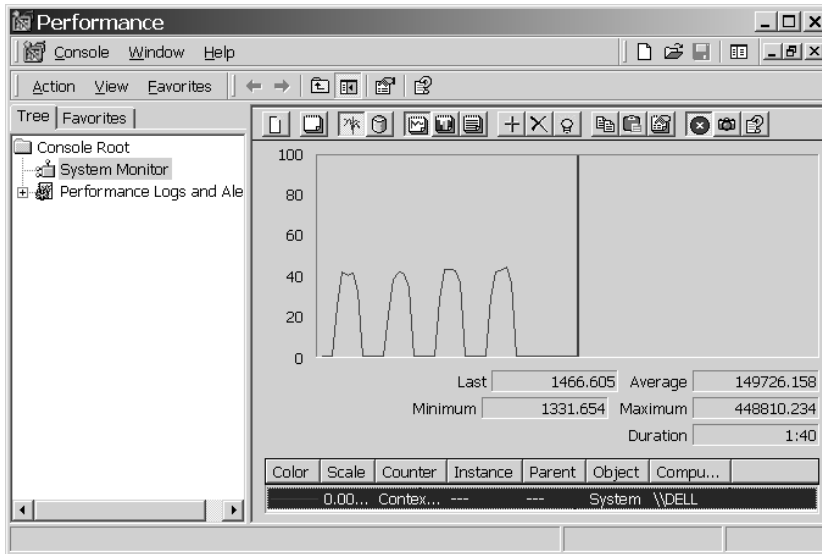 Performance
Console Window Help
Action View Favorites
Tree Favorites
Console Root
System Monitor
Performance Logs and Ale
100
80
60
40
20
0
Last 1466.605 Average 149726.158
Minimum 1331.654 Maximum 448810.234
Duration 1:40
Color Scale Counter Instance Parent Object Compu...
0.00... Contex... --- --- System \\DELL